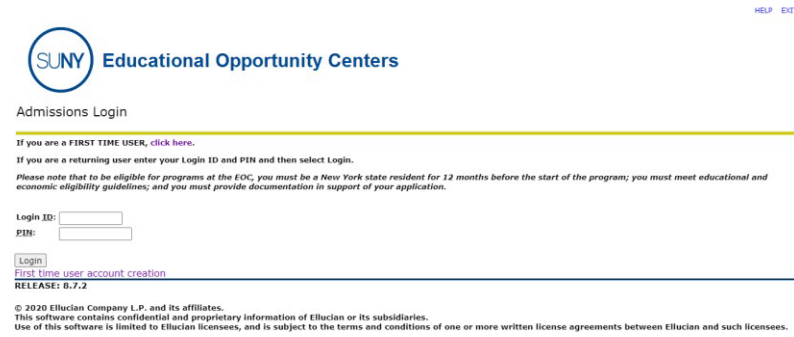 HELP EXI
SUNY Educational Opportunity Centers
Admissions Login
If you are a FIRST TIME USER, click here.
If you are a returning user enter your Login ID and PIN and then select Login.
Please note that to be eligible for programs at the EOC, you must be a New York state resident for 12 months before the start of the program; you must meet educational and
economic eligibility guidelines; and you must provide documentation in support of your application.
Login ID:
PIN:
Login
First time user account creation
RELEASE: 8.7.2
© 2020 Ellucian Company L.P. and its affiliates.
This software contains confidential and proprietary information of Ellucian or its subsidiaries.
Use of this software is limited to Ellucian licensees, and is subject to the terms and conditions of one or more written license agreements between Ellucian and such licensees.